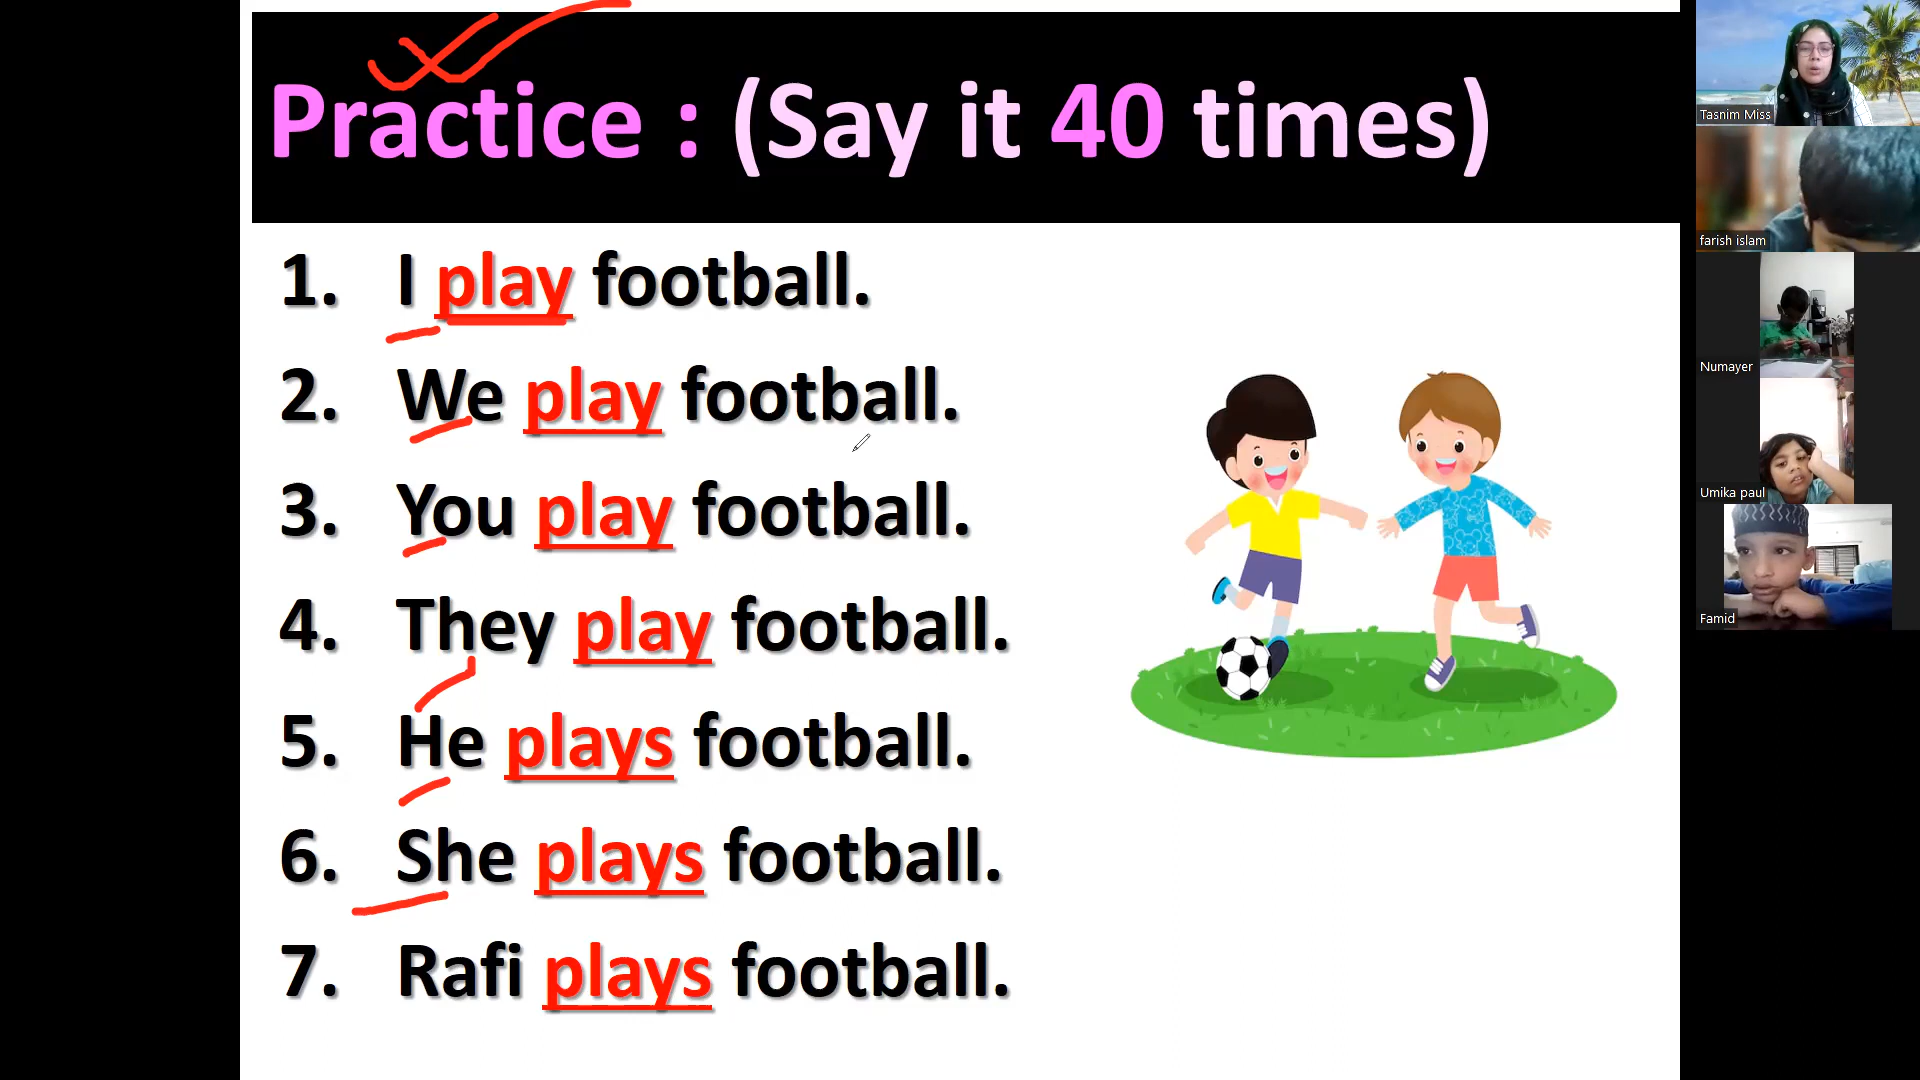 Practice : (Say it 40 times)
1. I play football.
2. We play football.
3. You play football.
4. They play football.
5. He plays football.
6. She plays football.
7. Rafi plays football.
Tasnim Miss
farish islam
Numayer
Umika paul
Famid